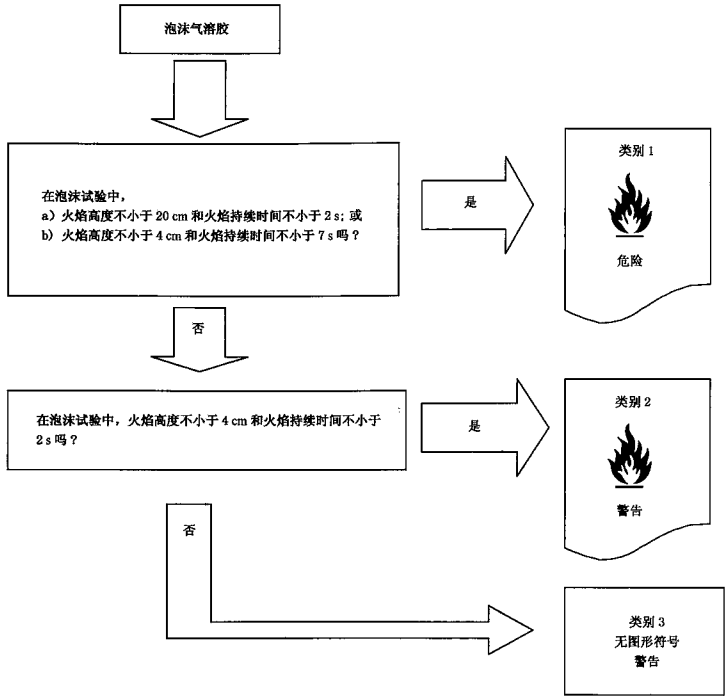 泡沫气溶胶
在泡沫试验中,
a) 火焰高度不小于 20 cm 和火焰持续时间不小于 2 s; 或
b) 火焰高度不小于 4 cm 和火焰持续时间不小于 7 s 吗?
是
类别 1
危险
否
在泡沫试验中, 火焰高度不小于 4 cm 和火焰持续时间不小于
2 s 吗?
是
类别 2
警告
否
类别 3
无图形符号
警告